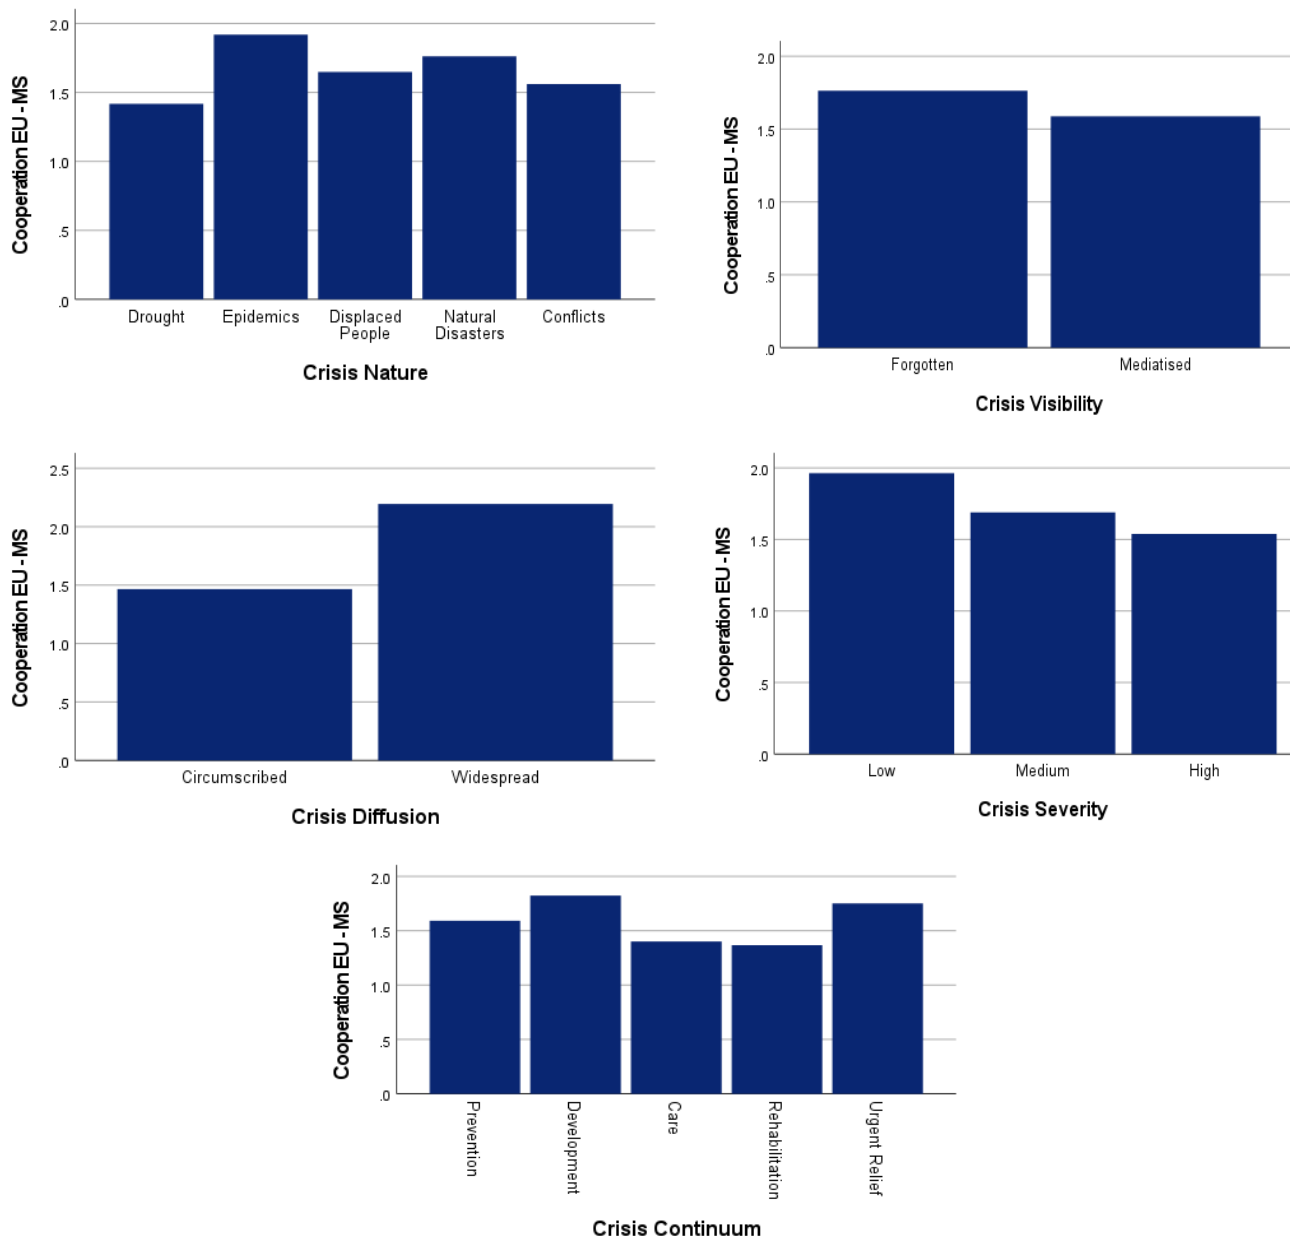 Cooperation EU - MS
2.0
1.5
1.0
.5
.0
Drought
Epidemics
Displaced
People
Natural
Disasters
Conflicts
Crisis Nature
Cooperation EU - MS
2.0
1.5
1.0
.5
.0
Forgotten
Mediatised
Crisis Visibility
Cooperation EU - MS
2.5
2.0
1.5
1.0
.5
.0
Circumscribed
Widespread
Crisis Diffusion
Cooperation EU - MS
2.0
1.5
1.0
.5
.0
Low
Medium
High
Crisis Severity
Cooperation EU - MS
2.0
1.5
1.0
.5
.0
Prevention
Development
Care
Rehabilitation
Urgent Relief
Crisis Continuum